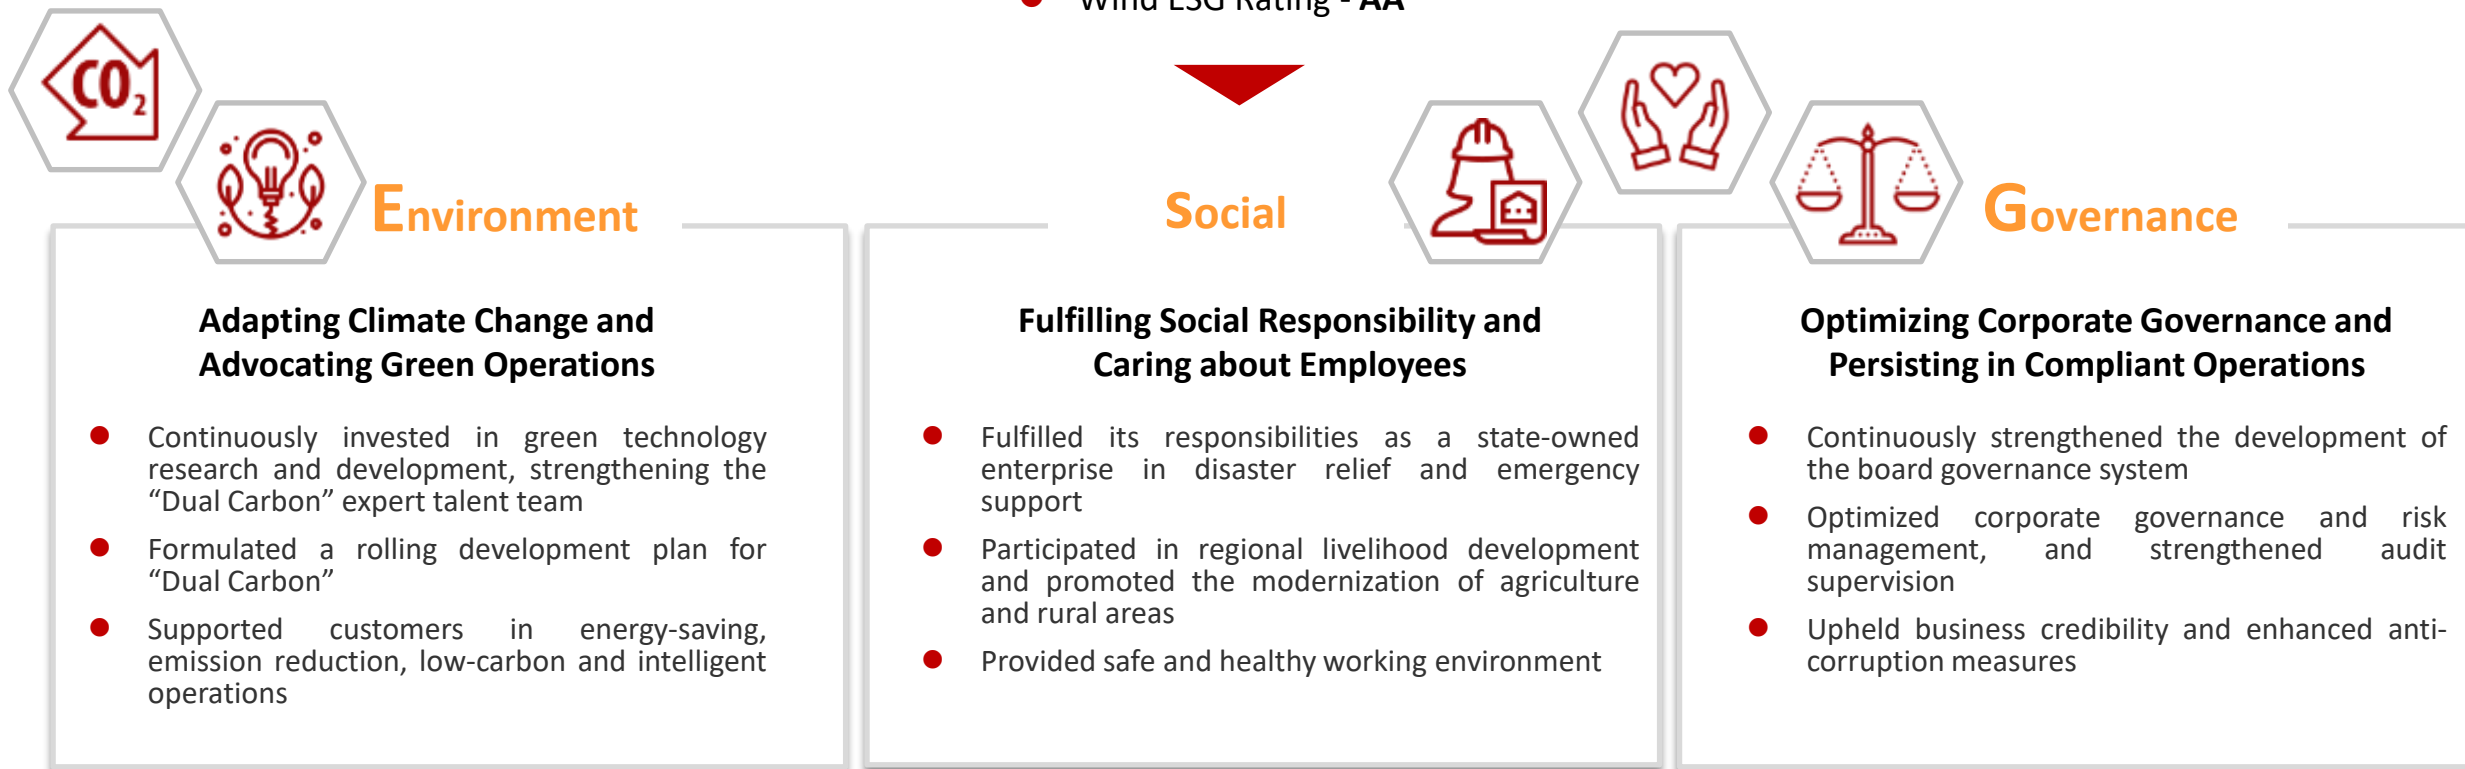 Wind ESG Rating - AA
CO2
Environment
Social
Governance
Adapting Climate Change and
Advocating Green Operations
Continuously invested in green technology
research and development, strengthening the
“Dual Carbon” expert talent team
Formulated a rolling development plan for
“Dual Carbon”
Supported customers in energy-saving,
emission reduction, low-carbon and intelligent
operations
Fulfilling Social Responsibility and
Caring about Employees
Fulfilled its responsibilities as a state-owned
enterprise in disaster relief and emergency
support
Participated in regional livelihood development
and promoted the modernization of agriculture
and rural areas
Provided safe and healthy working environment
Optimizing Corporate Governance and
Persisting in Compliant Operations
Continuously strengthened the development of
the board governance system
Optimized corporate governance and risk
management, and strengthened audit
supervision
Upheld business credibility and enhanced anti-
corruption measures